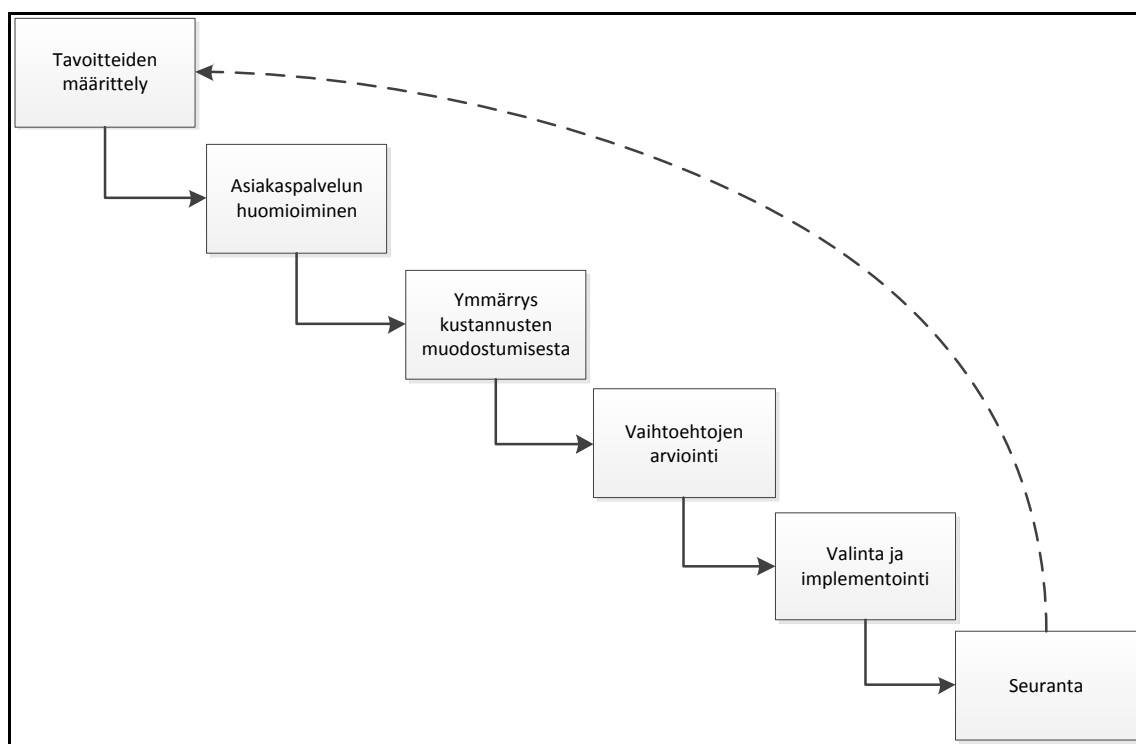 Tavoitteiden
määrittely
Asiakaspalvelun
huomioiminen
Ymmärrys
kustannusten
muodostumisesta
Vaihtoehtojen
arviointi
Valinta ja
implementointi
Seuranta